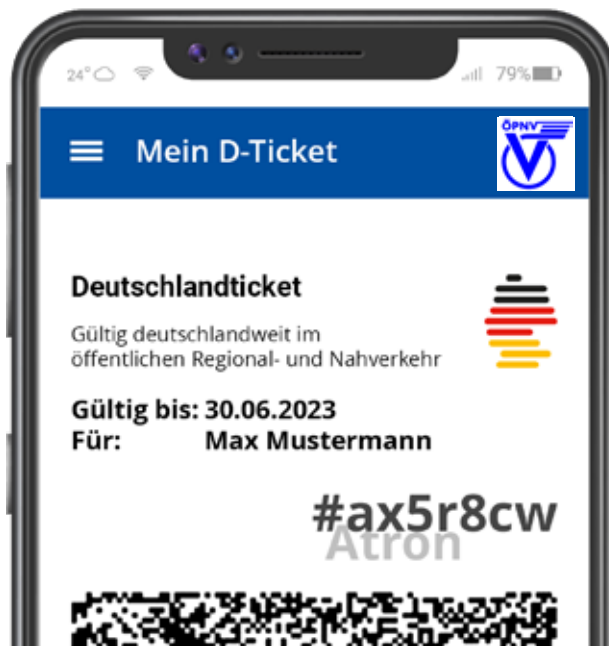 24°
79%
Mein D-Ticket
ÖPNV
V
Deutschlandticket
Gültig deutschlandweit im
öffentlichen Regional- und Nahverkehr
Gültig bis: 30.06.2023
Für: Max Mustermann
#ax5r8cw
Atron